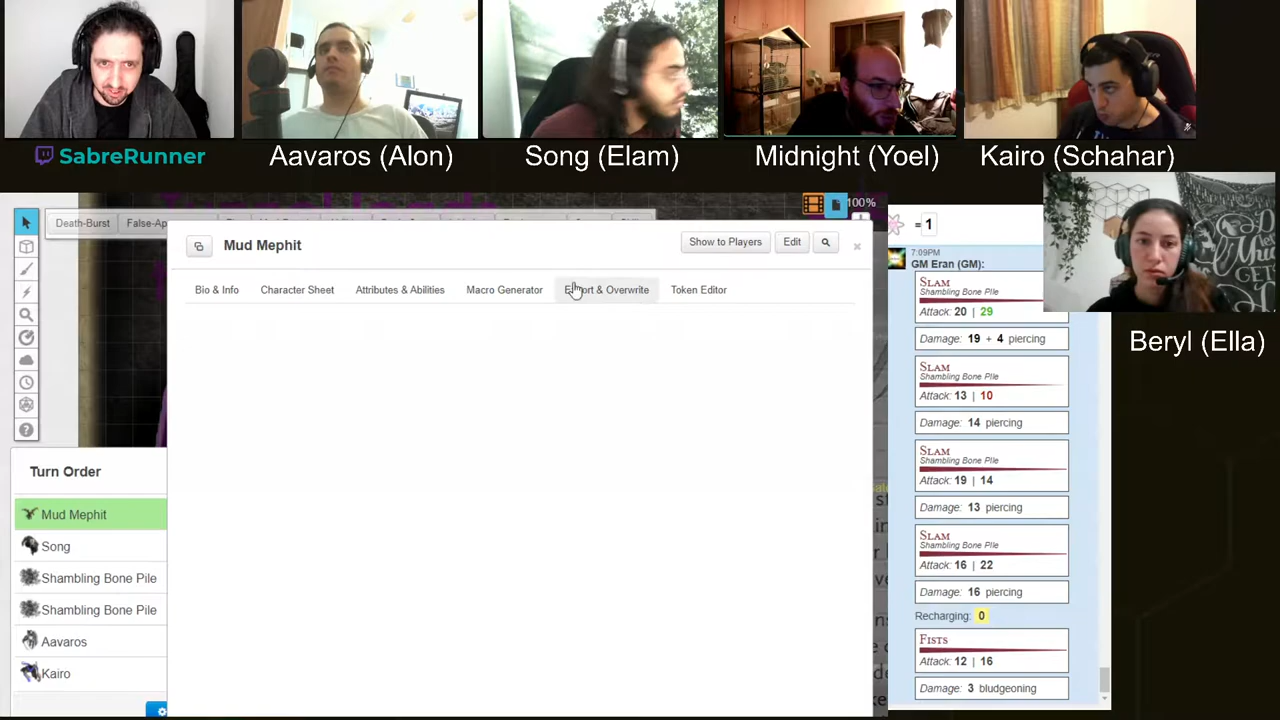 SabreRunner
Aavaros (Alon)
Song (Elam)
Midnight (Yoel)
Kairo (Schahar)
Beryl (Ella)
100%
Death-Burst
False-Ap
Mud Mephit
Show to Players
Edit
Bio & Info
Character Sheet
Attributes & Abilities
Macro Generator
Export & Overwrite
Token Editor
Turn Order
Mud Mephit
Song
Shambling Bone Pile
Shambling Bone Pile
Aavaros
Kairo
= 1
7:09PM
GM Eran (GM):
SLAM
Shambling Bone Pile
Attack: 20 | 29
Damage: 19 + 4 piercing
SLAM
Shambling Bone Pile
Attack: 13 | 10
Damage: 14 piercing
SLAM
Shambling Bone Pile
Attack: 19 | 14
Damage: 13 piercing
SLAM
Shambling Bone Pile
Attack: 16 | 22
Damage: 16 piercing
Recharging: 0
FISTS
Attack: 12 | 16
Damage: 3 bludgeoning